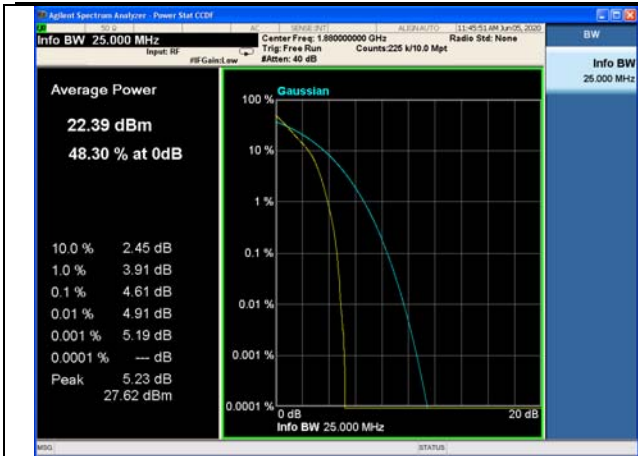 Agilent Spectrum Analyzer - Power Stat CCDF
50 Ω AC SENSE:INT ALIGN AUTO 11:45:51 AM Jun 05, 2020
Info BW 25.000 MHz
Center Freq: 1.880000000 GHz
Radio Std: None
Input: RF
Trig: Free Run
Counts:225 k/10.0 Mpt
#IFGain:Low
#Atten: 40 dB
BW
Info BW
25.000 MHz
Average Power
22.39 dBm
48.30 % at 0dB
10.0 % 2.45 dB
1.0 % 3.91 dB
0.1 % 4.61 dB
0.01 % 4.91 dB
0.001 % 5.19 dB
0.0001 % --- dB
Peak 5.23 dB
27.62 dBm
Gaussian
100 %
10 %
1 %
0.1 %
0.01 %
0.001 %
0.0001 %
0 dB
20 dB
Info BW 25.000 MHz
MSG
STATUS